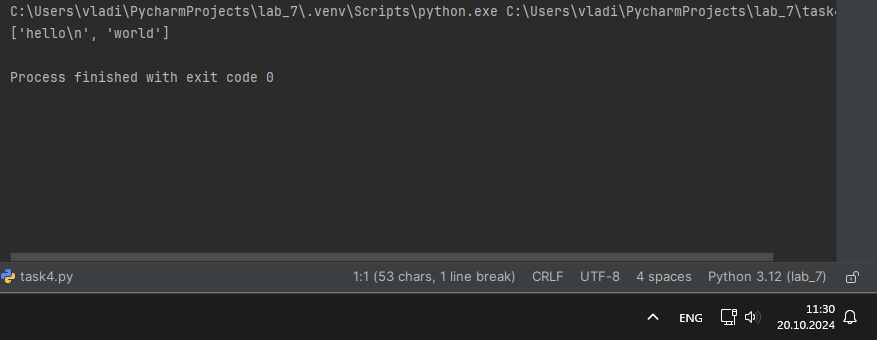 C:\Users\vladi\PycharmProjects\lab_7\.venv\Scripts\python.exe C:\Users\vladi\PycharmProjects\lab_7\task
['hello\n', 'world']
Process finished with exit code 0
task4.py 1:1 (53 chars, 1 line break) CRLF UTF-8 4 spaces Python 3.12 (lab_7)
ENG 11:30
20.10.2024